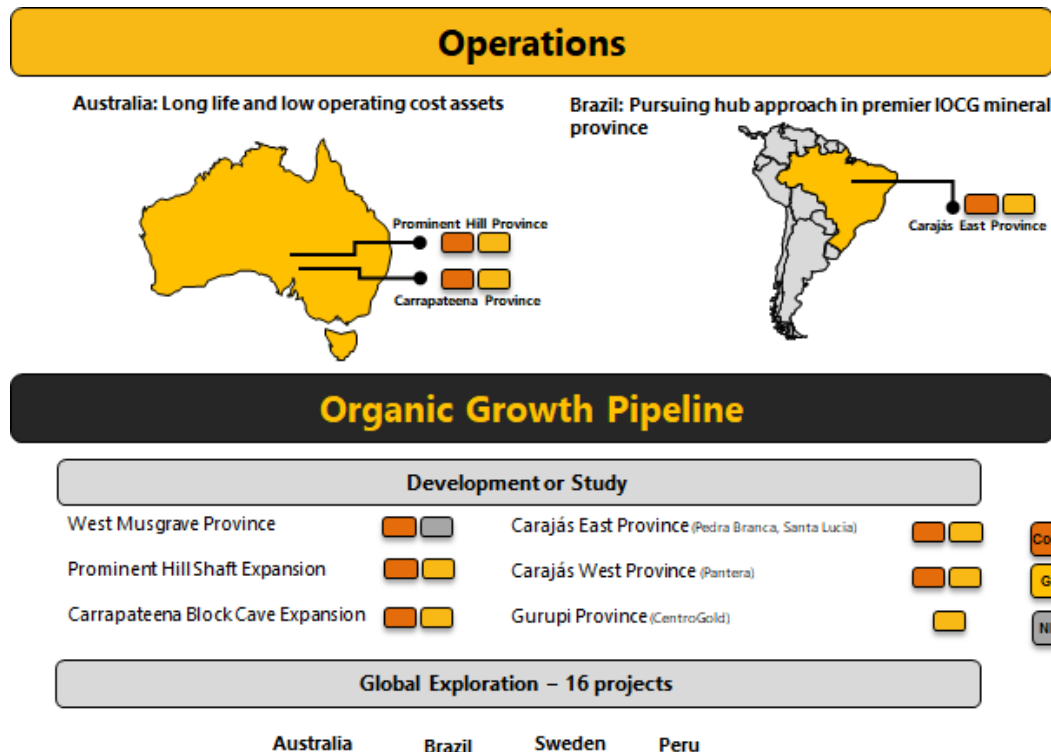 Operations
Australia: Long life and low operating cost assets
Brazil: Pursuing hub approach in premier IOCG mineral
province
Prominent Hill Province
Carrapateena Province
Carajás East Province
Organic Growth Pipeline
Development or Study
West Musgrave Province
Carajás East Province (Pedra Branca, Santa Lucia)
Prominent Hill Shaft Expansion
Carajás West Province (Pantera)
Carrapateena Block Cave Expansion
Gurupi Province (CentroGold)
Global Exploration – 16 projects
Australia
Brazil
Sweden
Peru